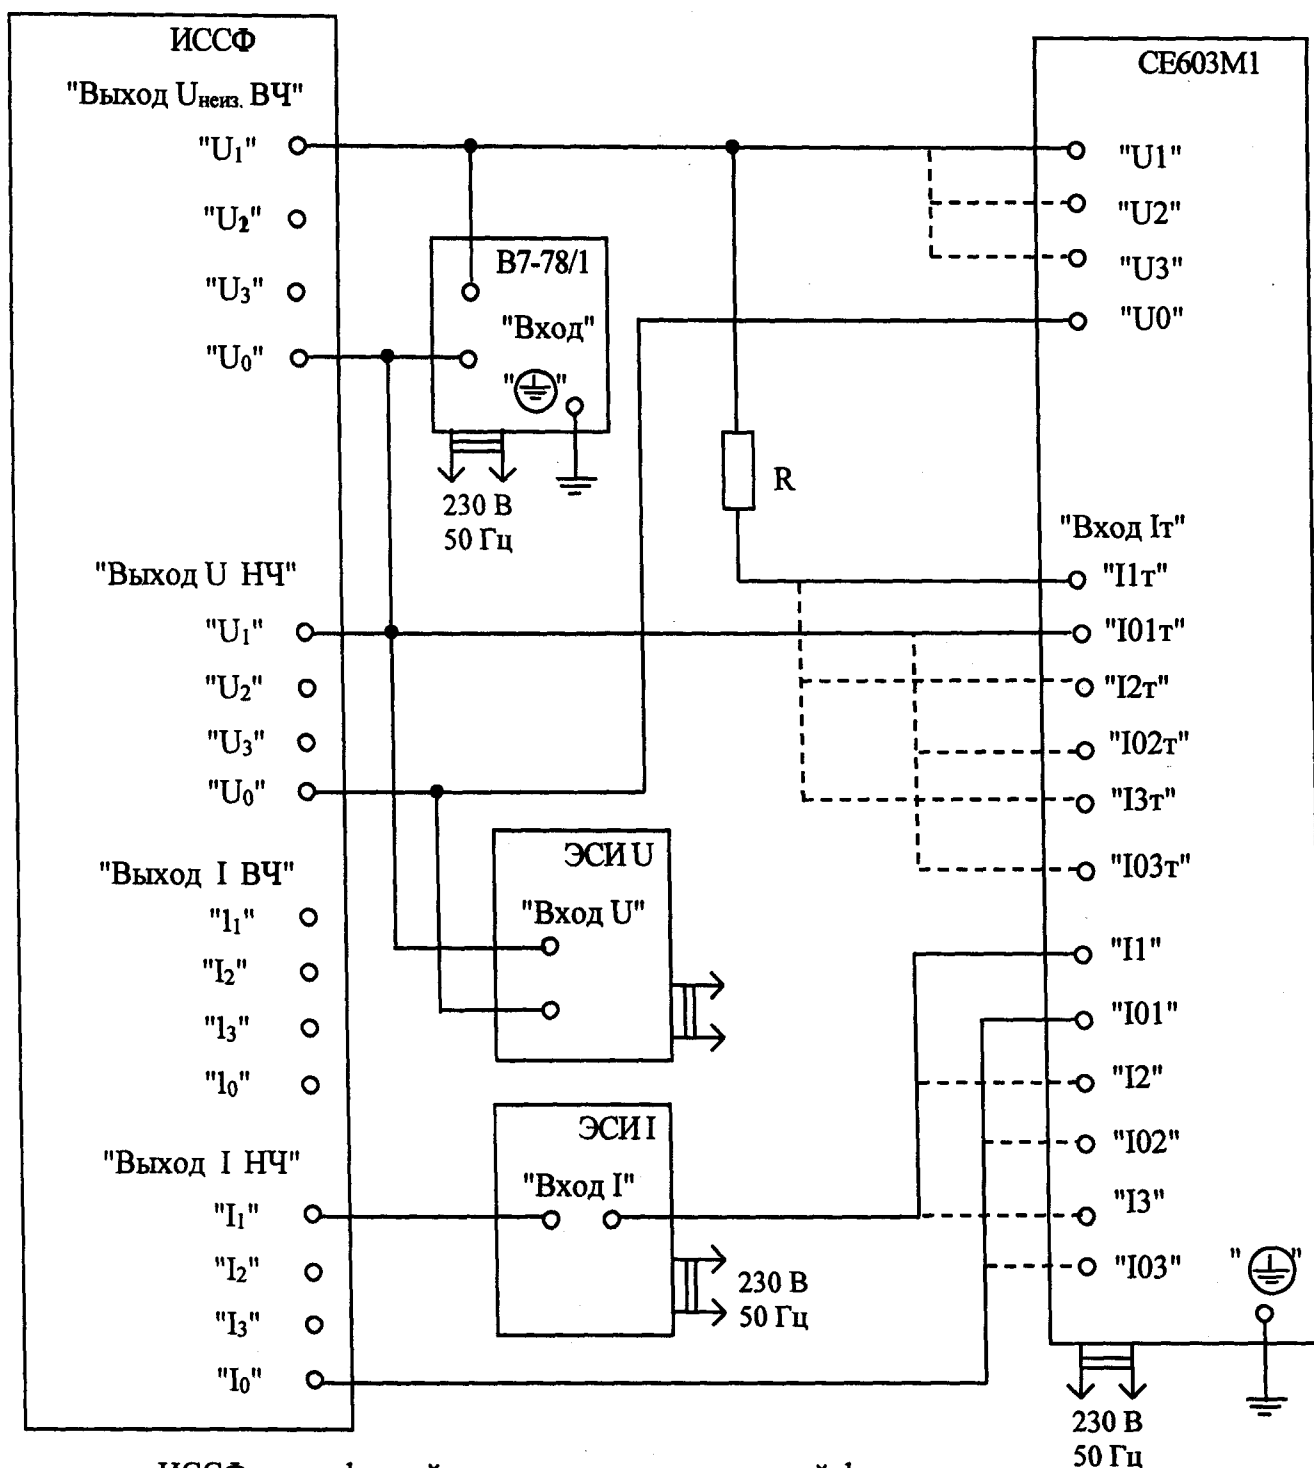 ИССФ
"Выход Uнеиз. ВЧ"
"U1"
"U2"
"U3"
"U0"
"Выход U НЧ"
"U1"
"U2"
"U3"
"U0"
"Выход I ВЧ"
"I1"
"I2"
"I3"
"I0"
"Выход I НЧ"
"I1"
"I2"
"I3"
"I0"
В7-78/1
"Вход"
" "
230 В
50 Гц
R
ЭСИ U
"Вход U"
ЭСИ I
"Вход I"
230 В
50 Гц
СЕ603М1
"U1"
"U2"
"U3"
"U0"
"Вход Iт"
"I1т"
"I01т"
"I2т"
"I02т"
"I3т"
"I03т"
"I1"
"I01"
"I2"
"I02"
"I3"
"I03"
" "
230 В
50 Гц